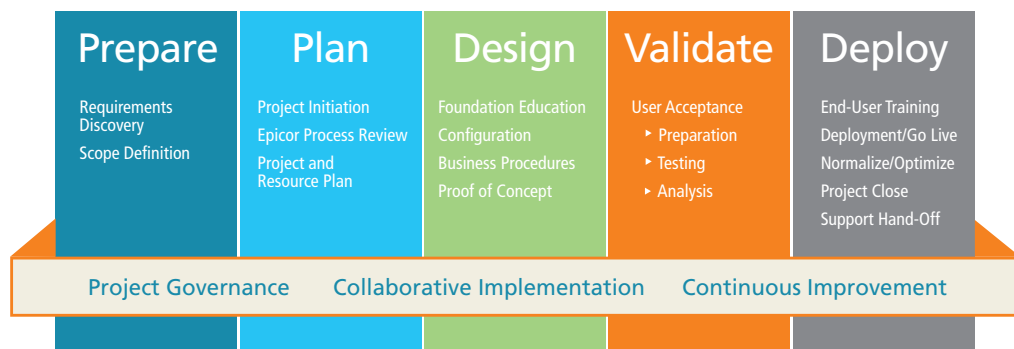 Prepare
Requirements
Discovery
Scope Definition
Plan
Project Initiation
Epicor Process Review
Project and
Resource Plan
Design
Foundation Education
Configuration
Business Procedures
Proof of Concept
Validate
User Acceptance
‣ Preparation
‣ Testing
‣ Analysis
Deploy
End-User Training
Deployment/Go Live
Normalize/Optimize
Project Close
Support Hand-Off
Project Governance Collaborative Implementation Continuous Improvement